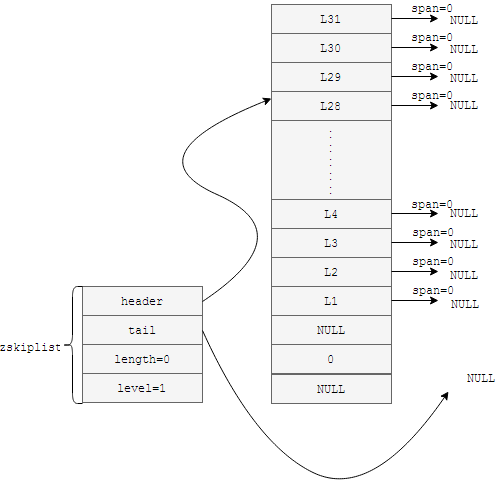 L31
span=0
NULL
L30
span=0
NULL
L29
span=0
NULL
L28
span=0
NULL
L4
span=0
NULL
L3
span=0
NULL
L2
span=0
NULL
L1
span=0
NULL
NULL
0
NULL
zskiplist
header
tail
length=0
level=1
NULL